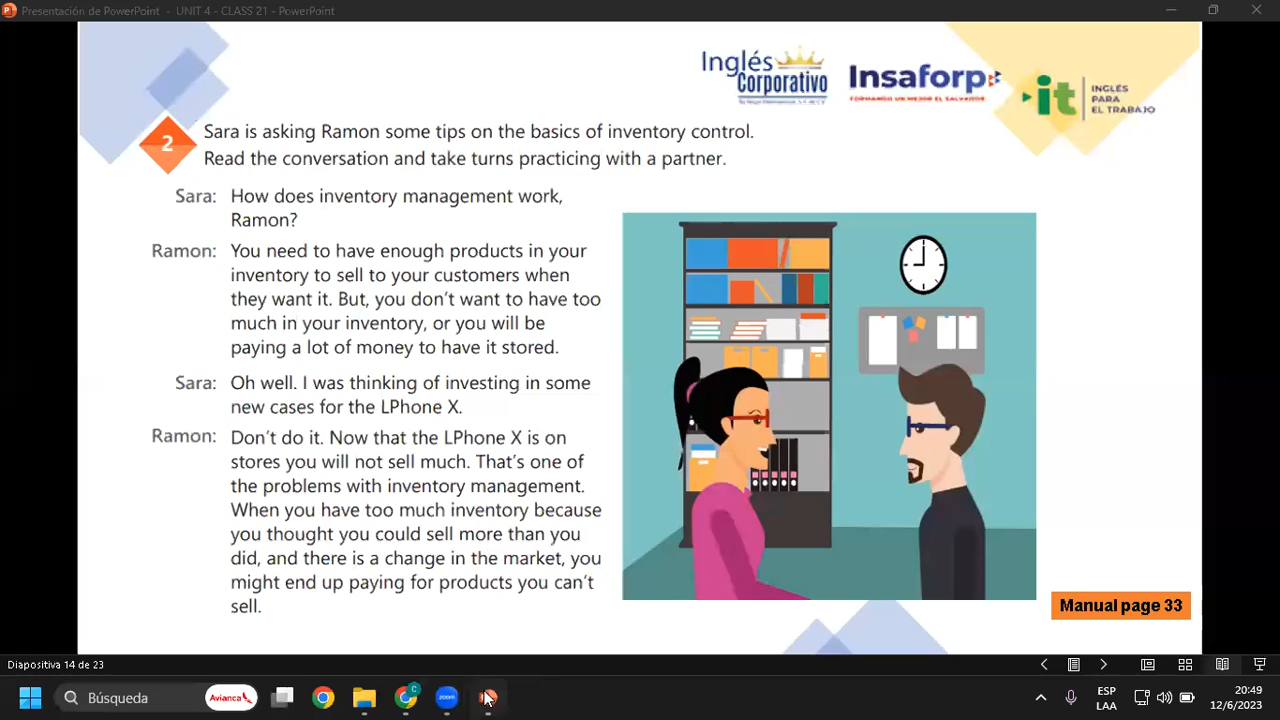 Presentación de PowerPoint - UNIT 4 - CLASS 21 - PowerPoint
Inglés
Corporativo
Insaforp
FORMANDO UN MEJOR EL SALVADOR
it
INGLÉS
PARA
EL TRABAJO
2
Sara is asking Ramon some tips on the basics of inventory control.
Read the conversation and take turns practicing with a partner.
Sara: How does inventory management work,
Ramon?
Ramon: You need to have enough products in your
inventory to sell to your customers when
they want it. But, you don't want to have too
much in your inventory, or you will be
paying a lot of money to have it stored.
Sara: Oh well. I was thinking of investing in some
new cases for the LPhone X.
Ramon: Don't do it. Now that the LPhone X is on
stores you will not sell much. That's one of
the problems with inventory management.
When you have too much inventory because
you thought you could sell more than you
did, and there is a change in the market, you
might end up paying for products you can't
sell.
Manual page 33
Diapositiva 14 de 23
Búsqueda
Avianca
C
zoom
ESP
LAA
20:49
12/6/2023